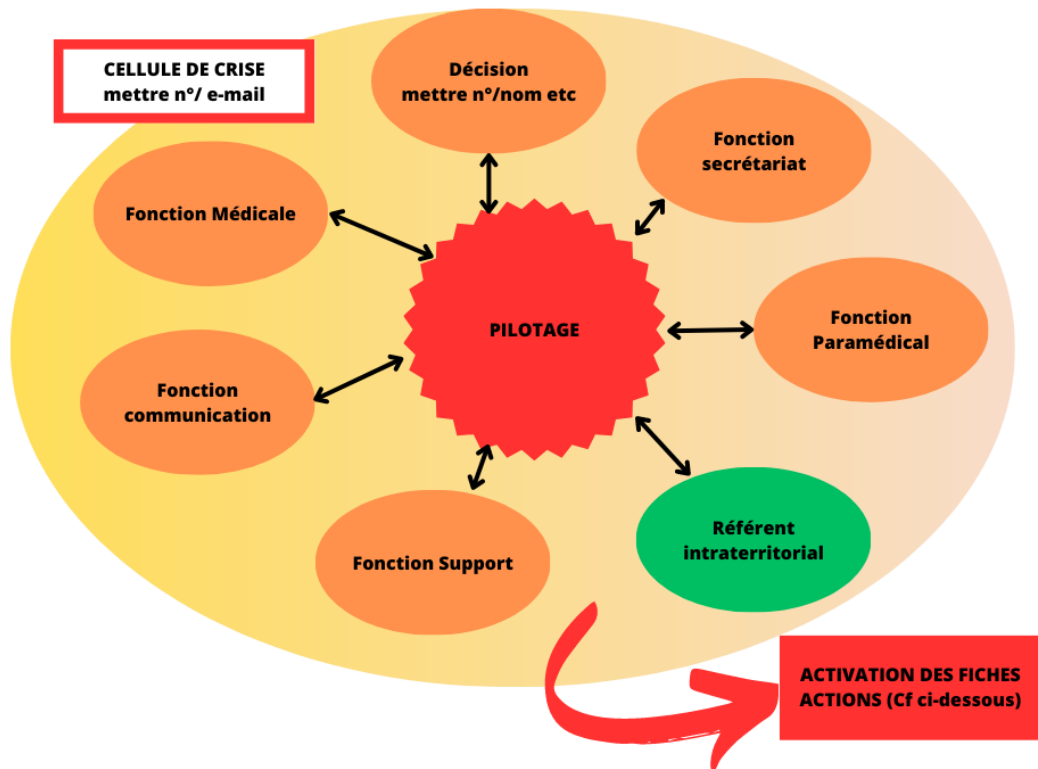 CELLULE DE CRISE
mettre n°/ e-mail
Décision
mettre n°/nom etc
Fonction
secrétariat
Fonction Médicale
PILOTAGE
Fonction
Paramédical
Fonction
communication
Fonction Support
Référent
intraterritorial
ACTIVATION DES FICHES
ACTIONS (Cf ci-dessous)